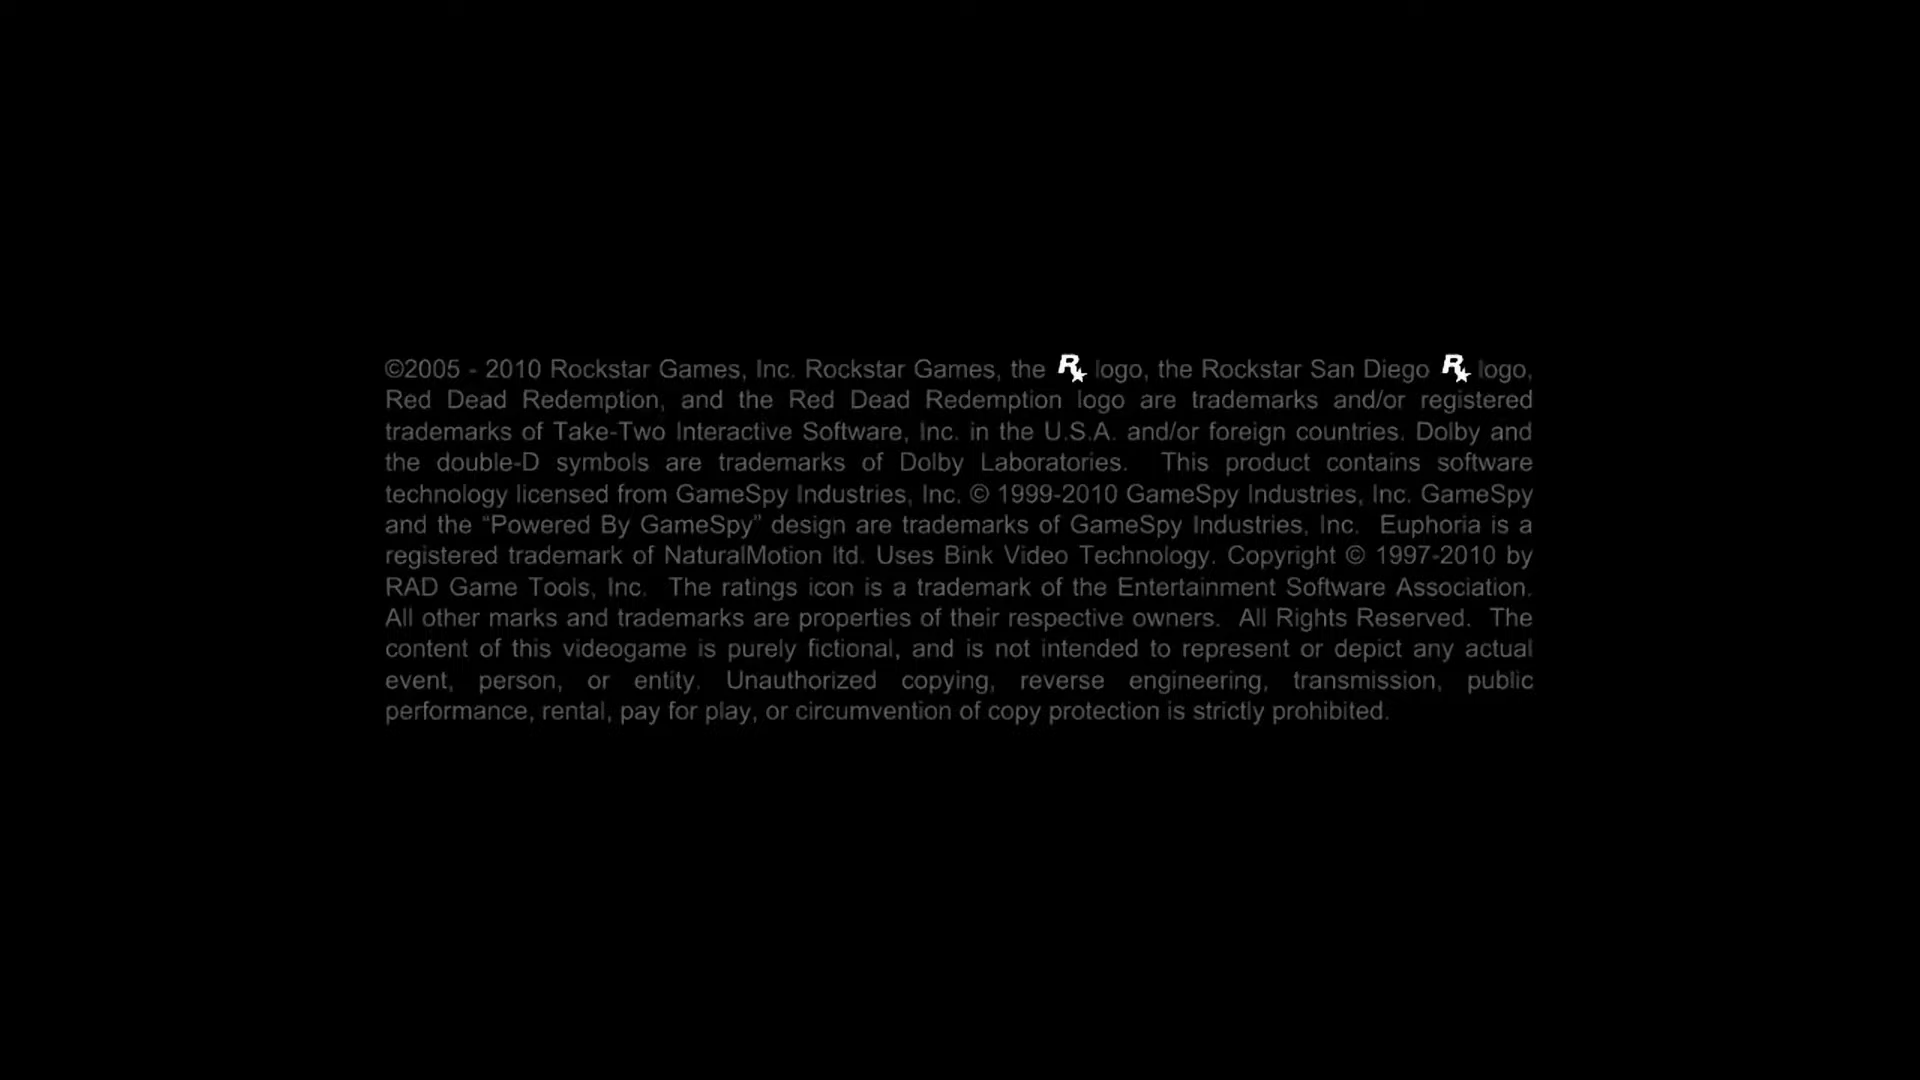 ©2005 - 2010 Rockstar Games, Inc. Rockstar Games, the R★ logo, the Rockstar San Diego R★ logo,
Red Dead Redemption, and the Red Dead Redemption logo are trademarks and/or registered
trademarks of Take-Two Interactive Software, Inc. in the U.S.A. and/or foreign countries. Dolby and
the double-D symbols are trademarks of Dolby Laboratories.  This product contains software
technology licensed from GameSpy Industries, Inc. © 1999-2010 GameSpy Industries, Inc. GameSpy
and the “Powered By GameSpy” design are trademarks of GameSpy Industries, Inc.  Euphoria is a
registered trademark of NaturalMotion ltd. Uses Bink Video Technology. Copyright © 1997-2010 by
RAD Game Tools, Inc.  The ratings icon is a trademark of the Entertainment Software Association.
All other marks and trademarks are properties of their respective owners.  All Rights Reserved.  The
content of this videogame is purely fictional, and is not intended to represent or depict any actual
event, person, or entity. Unauthorized copying, reverse engineering, transmission, public
performance, rental, pay for play, or circumvention of copy protection is strictly prohibited.